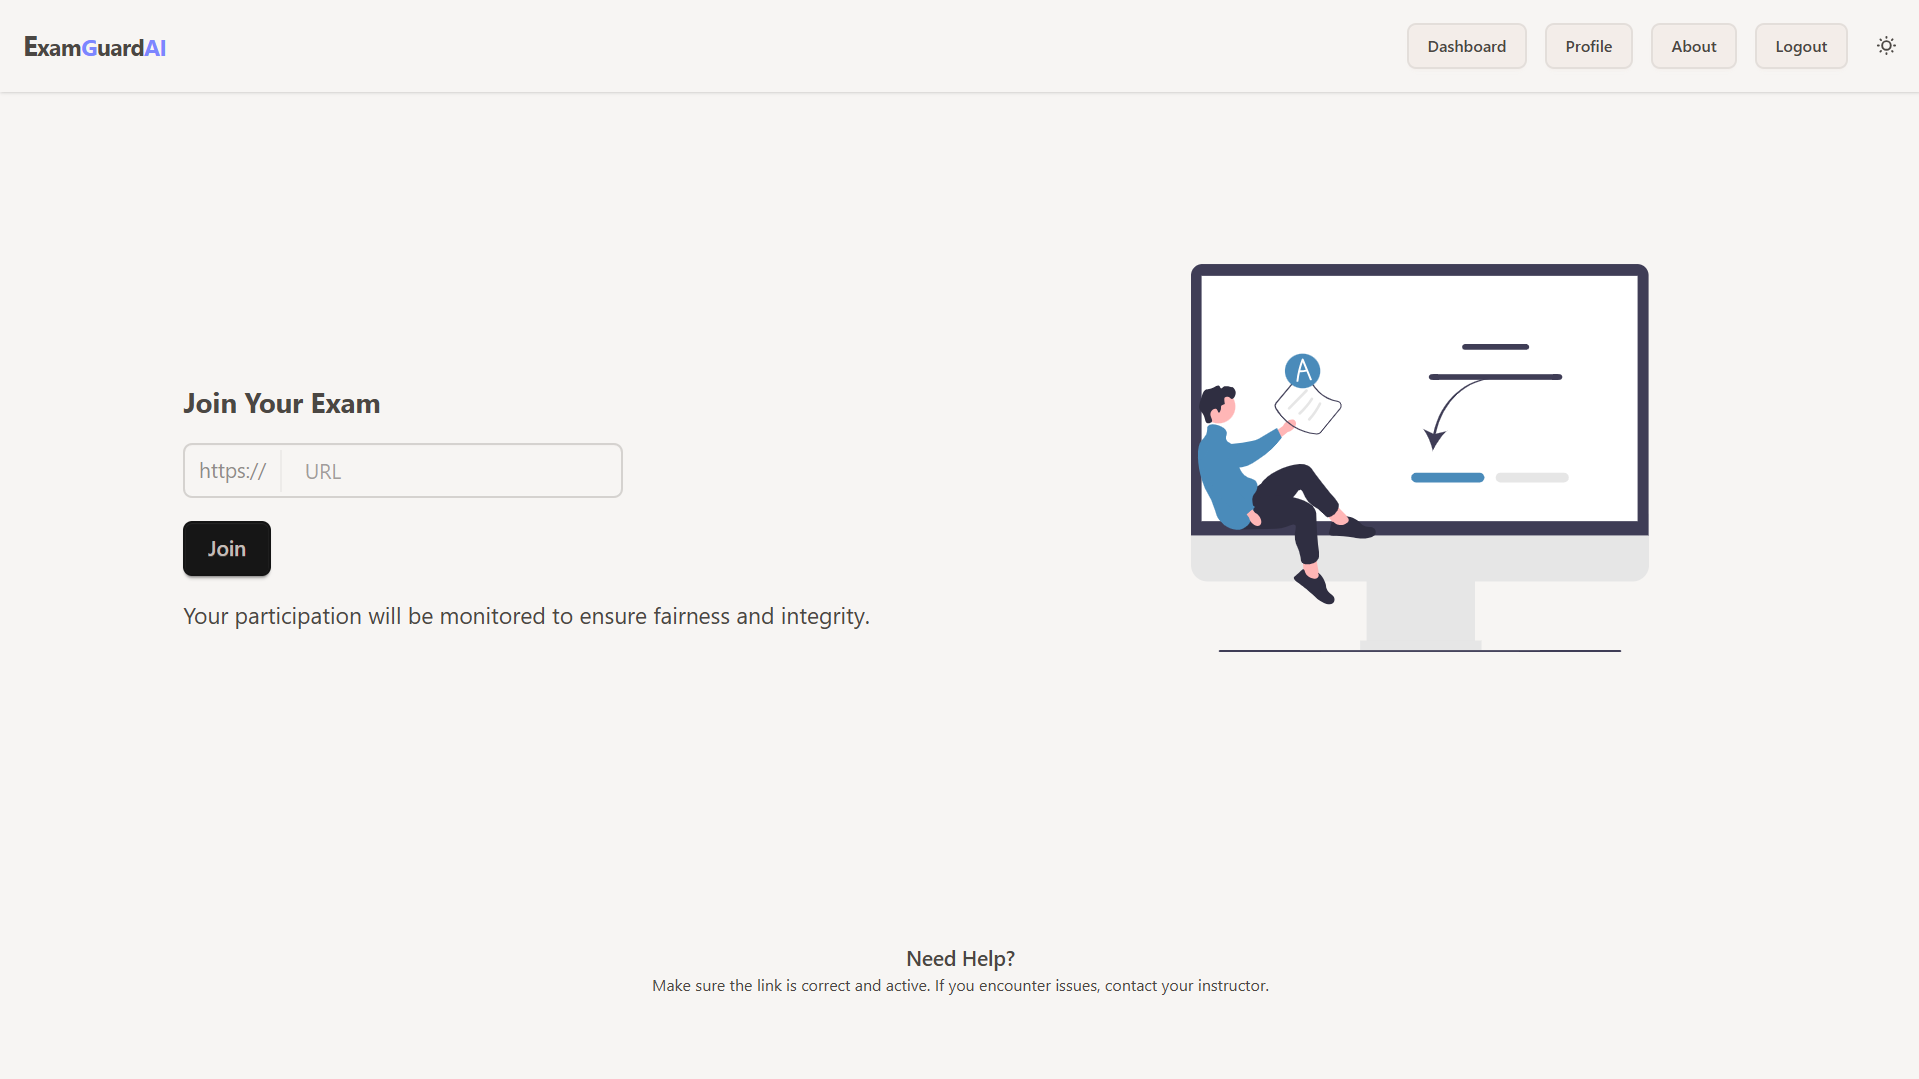 ExamGuardAI
Dashboard
Profile
About
Logout
Join Your Exam
https://
URL
Join
Your participation will be monitored to ensure fairness and integrity.
A
Need Help?
Make sure the link is correct and active. If you encounter issues, contact your instructor.